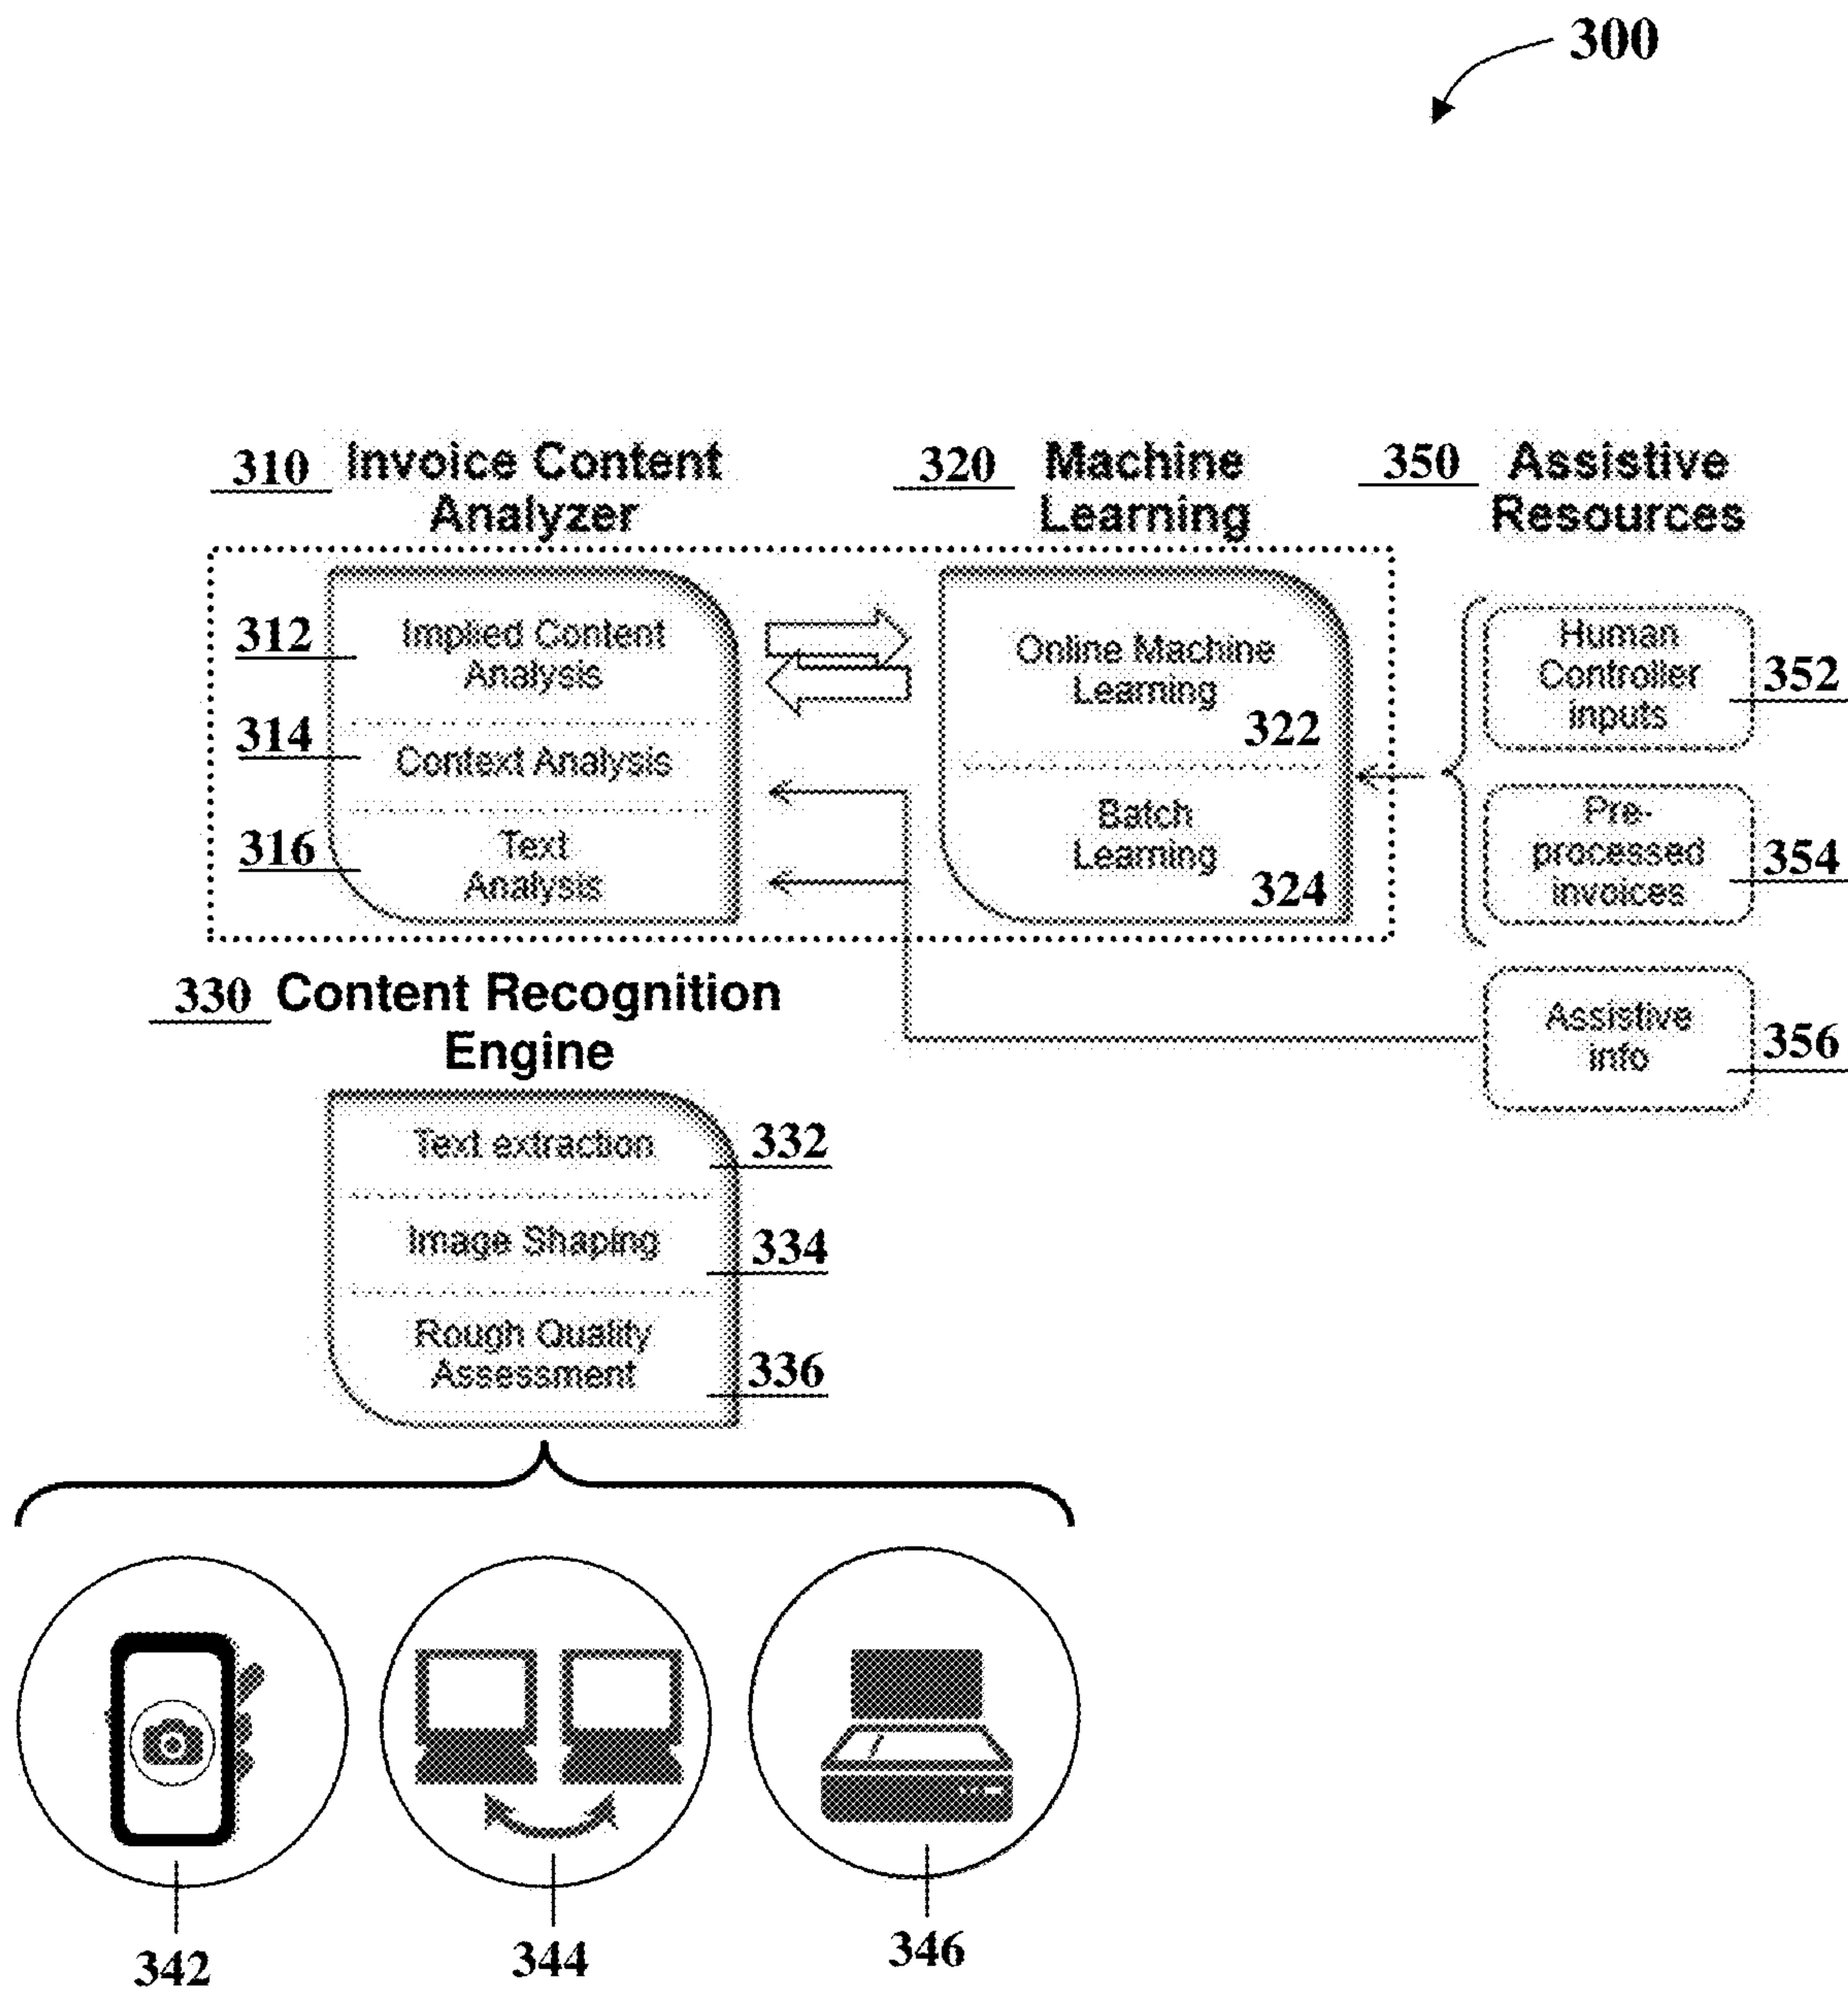 300
310 Invoice Content
Analyzer
320 Machine
Learning
350 Assistive
Resources
312 Implied Content
Analysis
314 Context Analysis
316 Text
Analysis
Online Machine
Learning
322
Batch
Learning
324
Human
Controller
inputs
352
Pre-
processed
invoices
354
Assistive
info
356
330 Content Recognition
Engine
Text extraction 332
Image Shaping 334
Rough Quality
Assessment 336
342
344
346